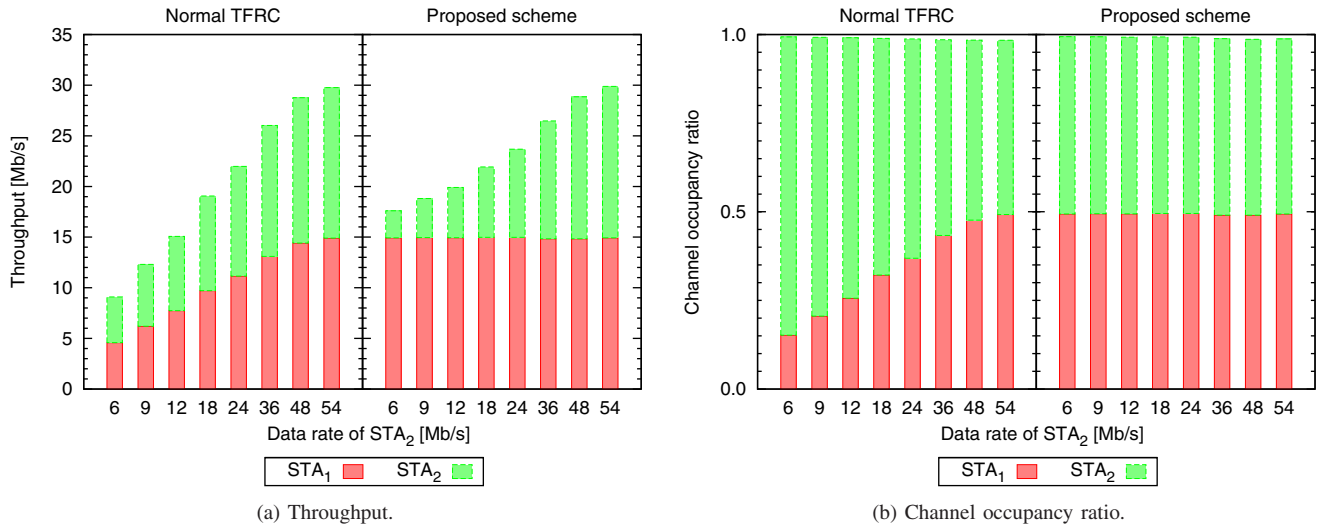 Normal TFRC Proposed scheme
35
30
25
20
15
10
5
0
Throughput [Mb/s]
6 9 12 18 24 36 48 54 6 9 12 18 24 36 48 54
Data rate of STA₂ [Mb/s]
STA₁ STA₂
(a) Throughput.
Normal TFRC Proposed scheme
1.0
0.5
0.0
Channel occupancy ratio
6 9 12 18 24 36 48 54 6 9 12 18 24 36 48 54
Data rate of STA₂ [Mb/s]
STA₁ STA₂
(b) Channel occupancy ratio.